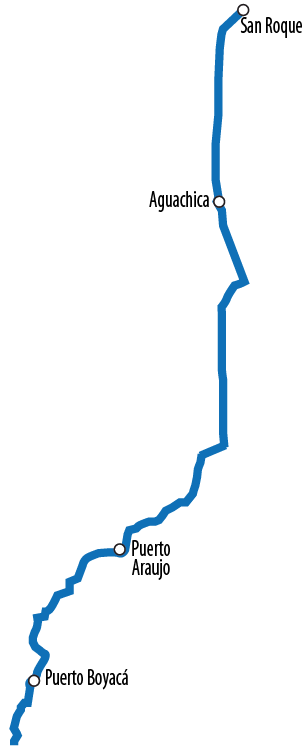 San Roque
Aguachica
Puerto
Araujo
Puerto Boyacá